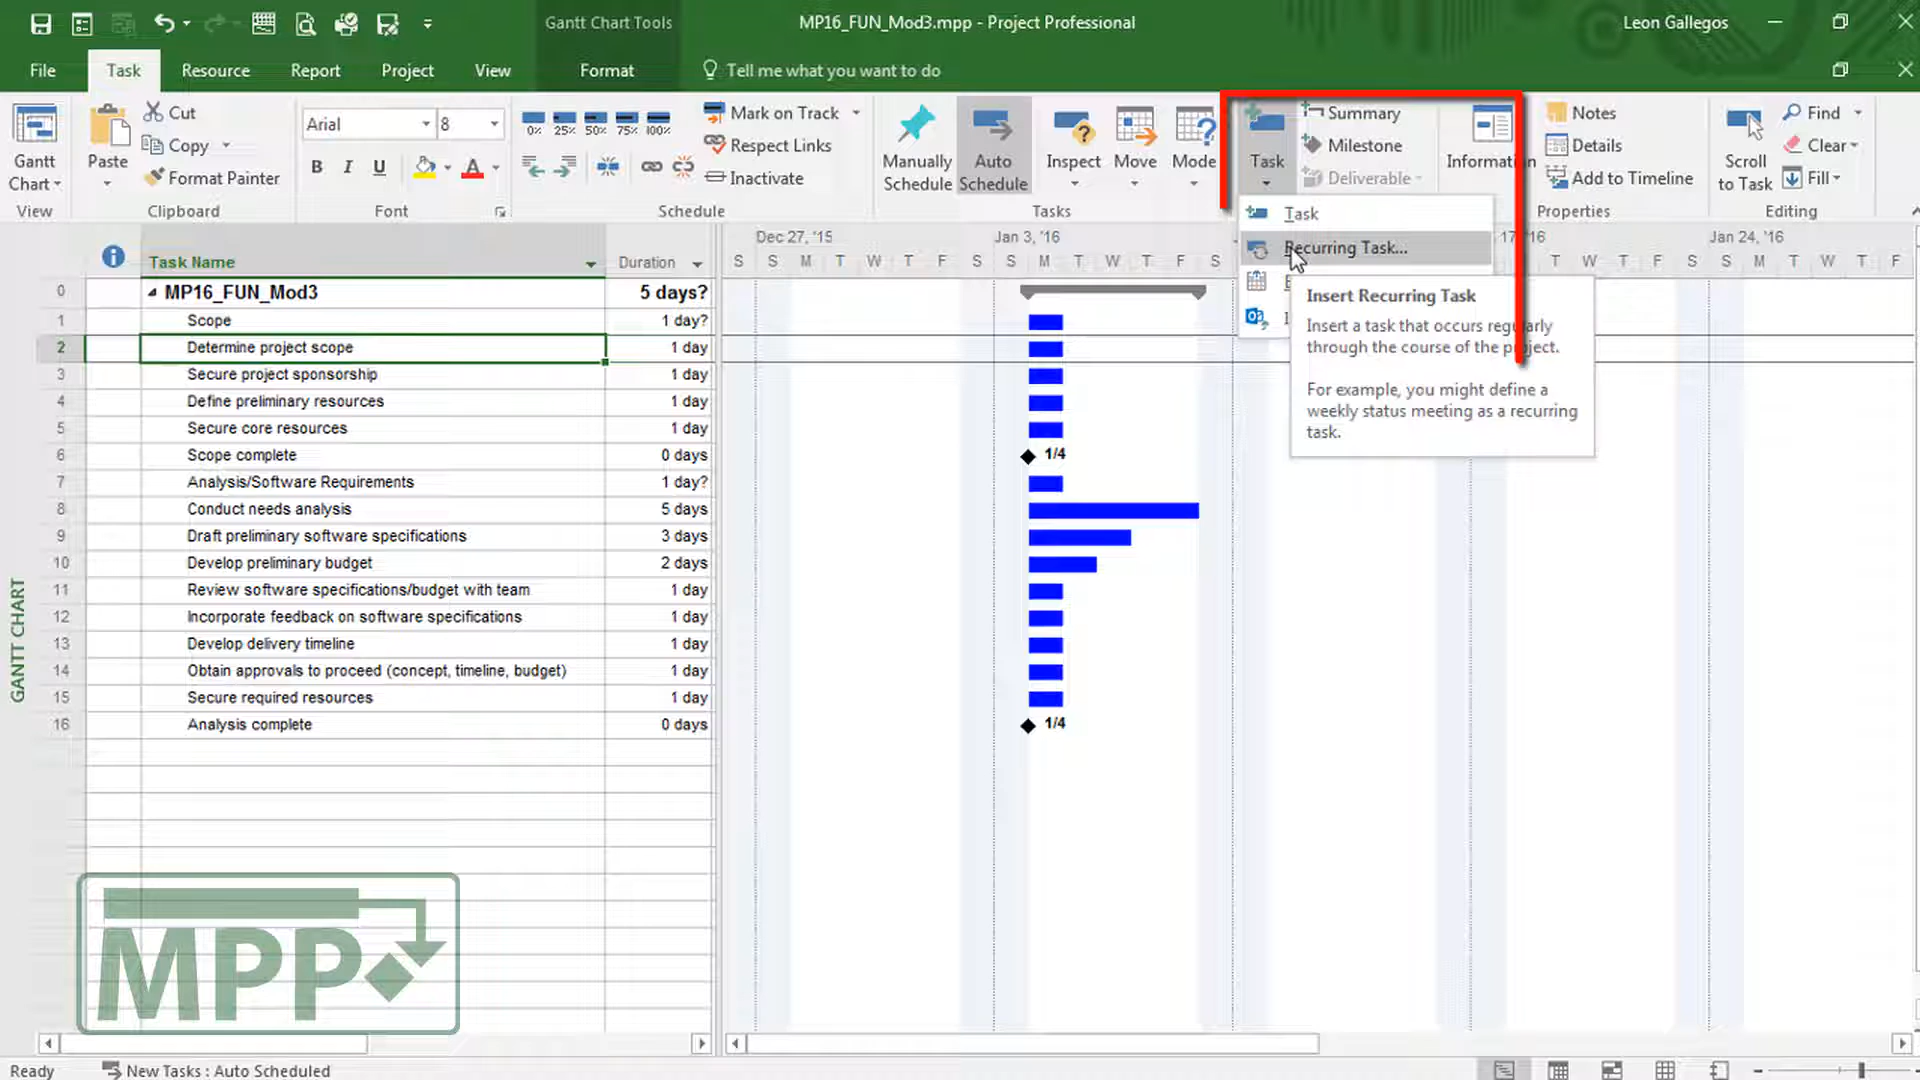 Gantt Chart Tools
MP16_FUN_Mod3.mpp - Project Professional
Leon Gallegos
File
Task
Resource
Report
Project
View
Format
Tell me what you want to do
Gantt
Chart
View
Paste
Cut
Copy
Format Painter
Clipboard
Arial
8
B I U
A
Font
0% 25% 50% 75% 100%
Mark on Track
Respect Links
Inactivate
Schedule
Manually
Schedule
Auto
Schedule
Inspect
Move
Mode
Tasks
Task
Summary
Milestone
Deliverable
Information
Notes
Details
Add to Timeline
Properties
Scroll
to Task
Find
Clear
Fill
Editing
Task
Recurring Task...
Insert Recurring Task
Insert a task that occurs regularly
through the course of the project.
For example, you might define a
weekly status meeting as a recurring
task.
Task Name
Duration
Dec 27, '15
Jan 3, '16
17, '16
Jan 24, '16
S S M T W T F S S M T W T F S
T W T F S S M T W T F
0 MP16_FUN_Mod3 5 days?
1 Scope 1 day?
2 Determine project scope 1 day
3 Secure project sponsorship 1 day
4 Define preliminary resources 1 day
5 Secure core resources 1 day
6 Scope complete 0 days 1/4
7 Analysis/Software Requirements 1 day?
8 Conduct needs analysis 5 days
9 Draft preliminary software specifications 3 days
10 Develop preliminary budget 2 days
11 Review software specifications/budget with team 1 day
12 Incorporate feedback on software specifications 1 day
13 Develop delivery timeline 1 day
14 Obtain approvals to proceed (concept, timeline, budget) 1 day
15 Secure required resources 1 day
16 Analysis complete 0 days 1/4
GANTT CHART
MPP
Ready
New Tasks : Auto Scheduled